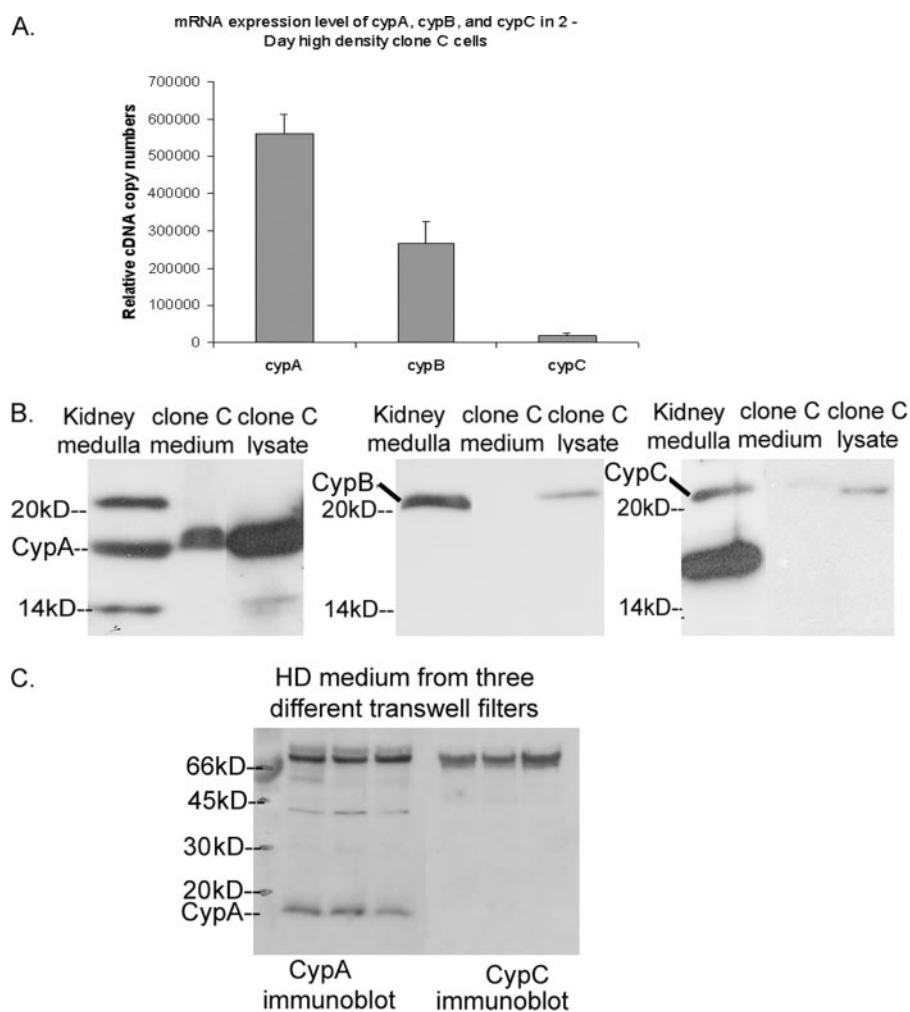 A.
mRNA expression level of cypA, cypB, and cypC in 2 -
Day high density clone C cells
Relative cDNA copy numbers
700000
600000
500000
400000
300000
200000
100000
0
cypA
cypB
cypC
B.
Kidney medulla
clone C medium
clone C lysate
20kD--
CypA--
14kD--
Kidney medulla
clone C medium
clone C lysate
CypB
20kD--
14kD--
Kidney medulla
clone C medium
clone C lysate
CypC
20kD--
14kD--
C.
HD medium from three
different transwell filters
66kD--
45kD--
30kD--
20kD--
CypA--
CypA
immunoblot
CypC
immunoblot